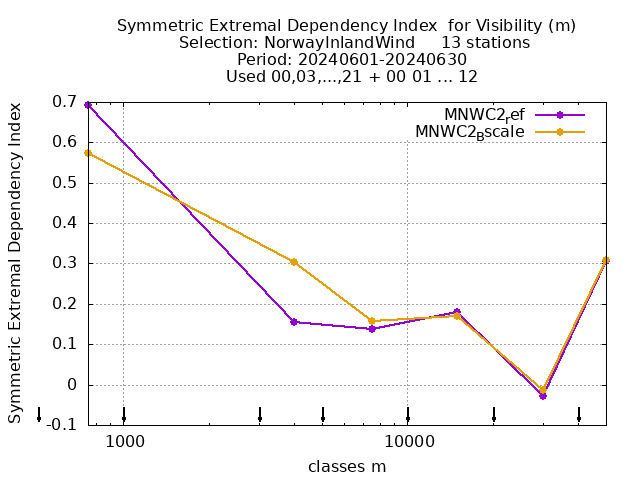 Symmetric Extremal Dependency Index  for Visibility (m)
Selection: NorwayInlandWind     13 stations
Period: 20240601-20240630
Used 00,03,...,21 + 00 01 ... 12
MNWC2ref
MNWC2Bscale
Symmetric Extremal Dependency Index
0.7
0.6
0.5
0.4
0.3
0.2
0.1
0
-0.1
1000
10000
classes m